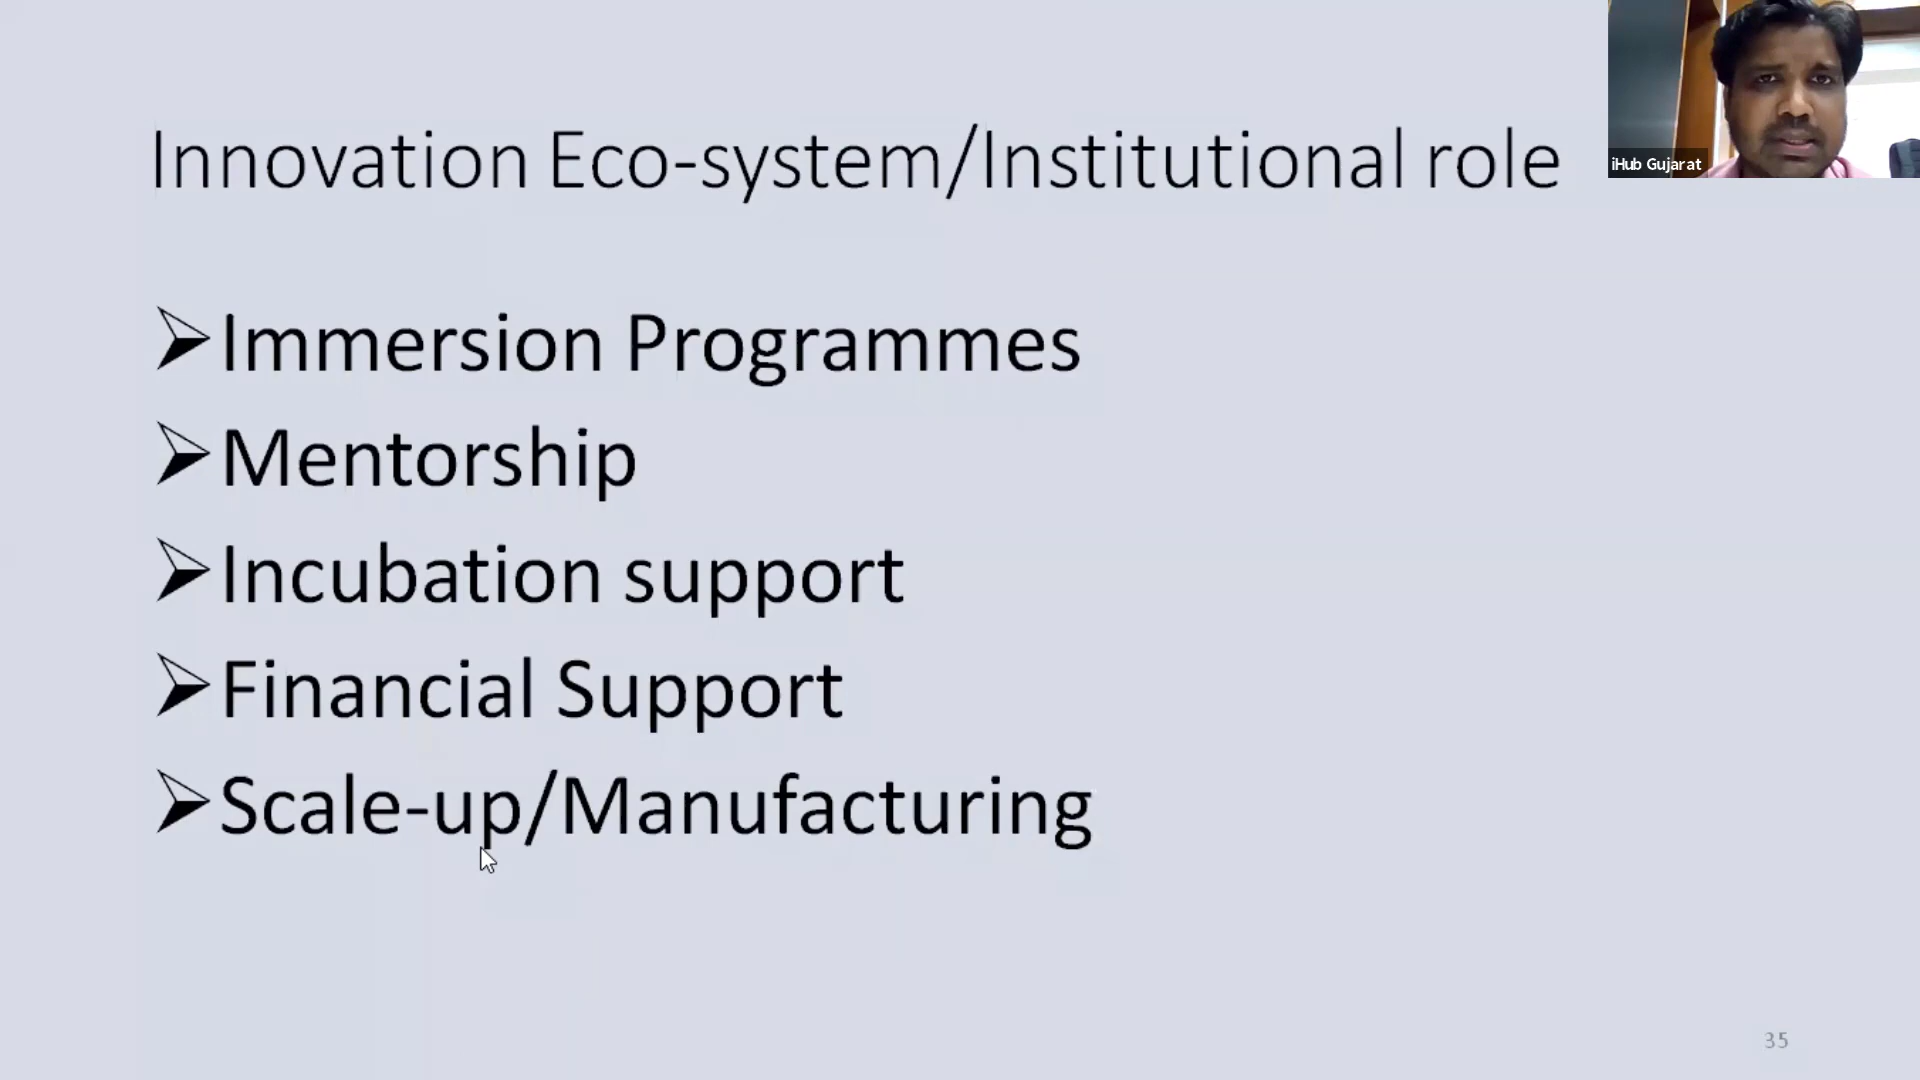 Innovation Eco-system/Institutional role
iHub Gujarat
Immersion Programmes
Mentorship
Incubation support
Financial Support
Scale-up/Manufacturing
35